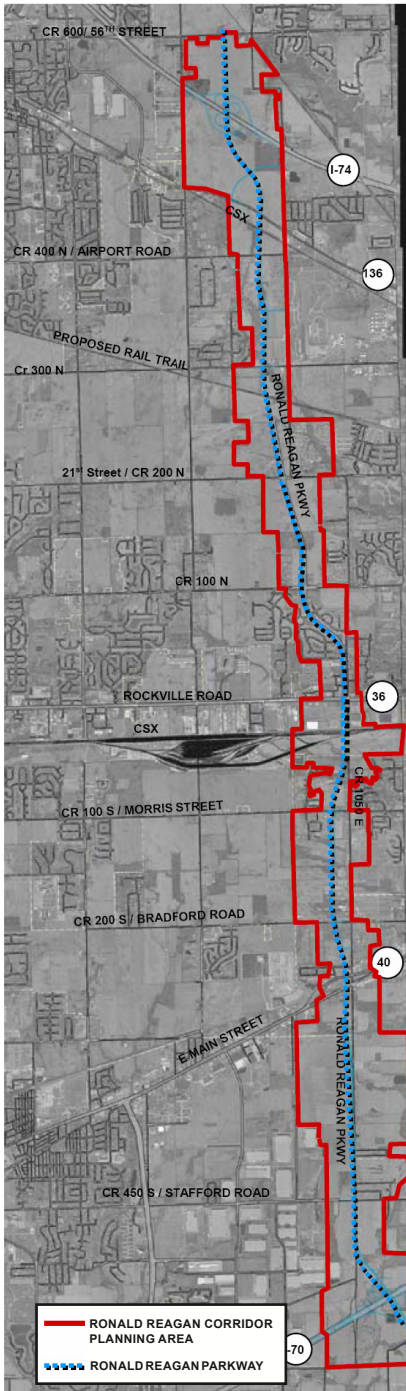 CR 600/ 56TH STREET
I-74
CSX
CR 400 N / AIRPORT ROAD
136
PROPOSED RAIL TRAIL
Cr 300 N
RONALD REAGAN PKWY
21st Street / CR 200 N
CR 100 N
36
ROCKVILLE ROAD
CSX
CR 1050 E
CR 100 S / MORRIS STREET
CR 200 S / BRADFORD ROAD
40
E MAIN STREET
RONALD REAGAN PKWY
CR 450 S / STAFFORD ROAD
RONALD REAGAN CORRIDOR
PLANNING AREA
-70
RONALD REAGAN PARKWAY